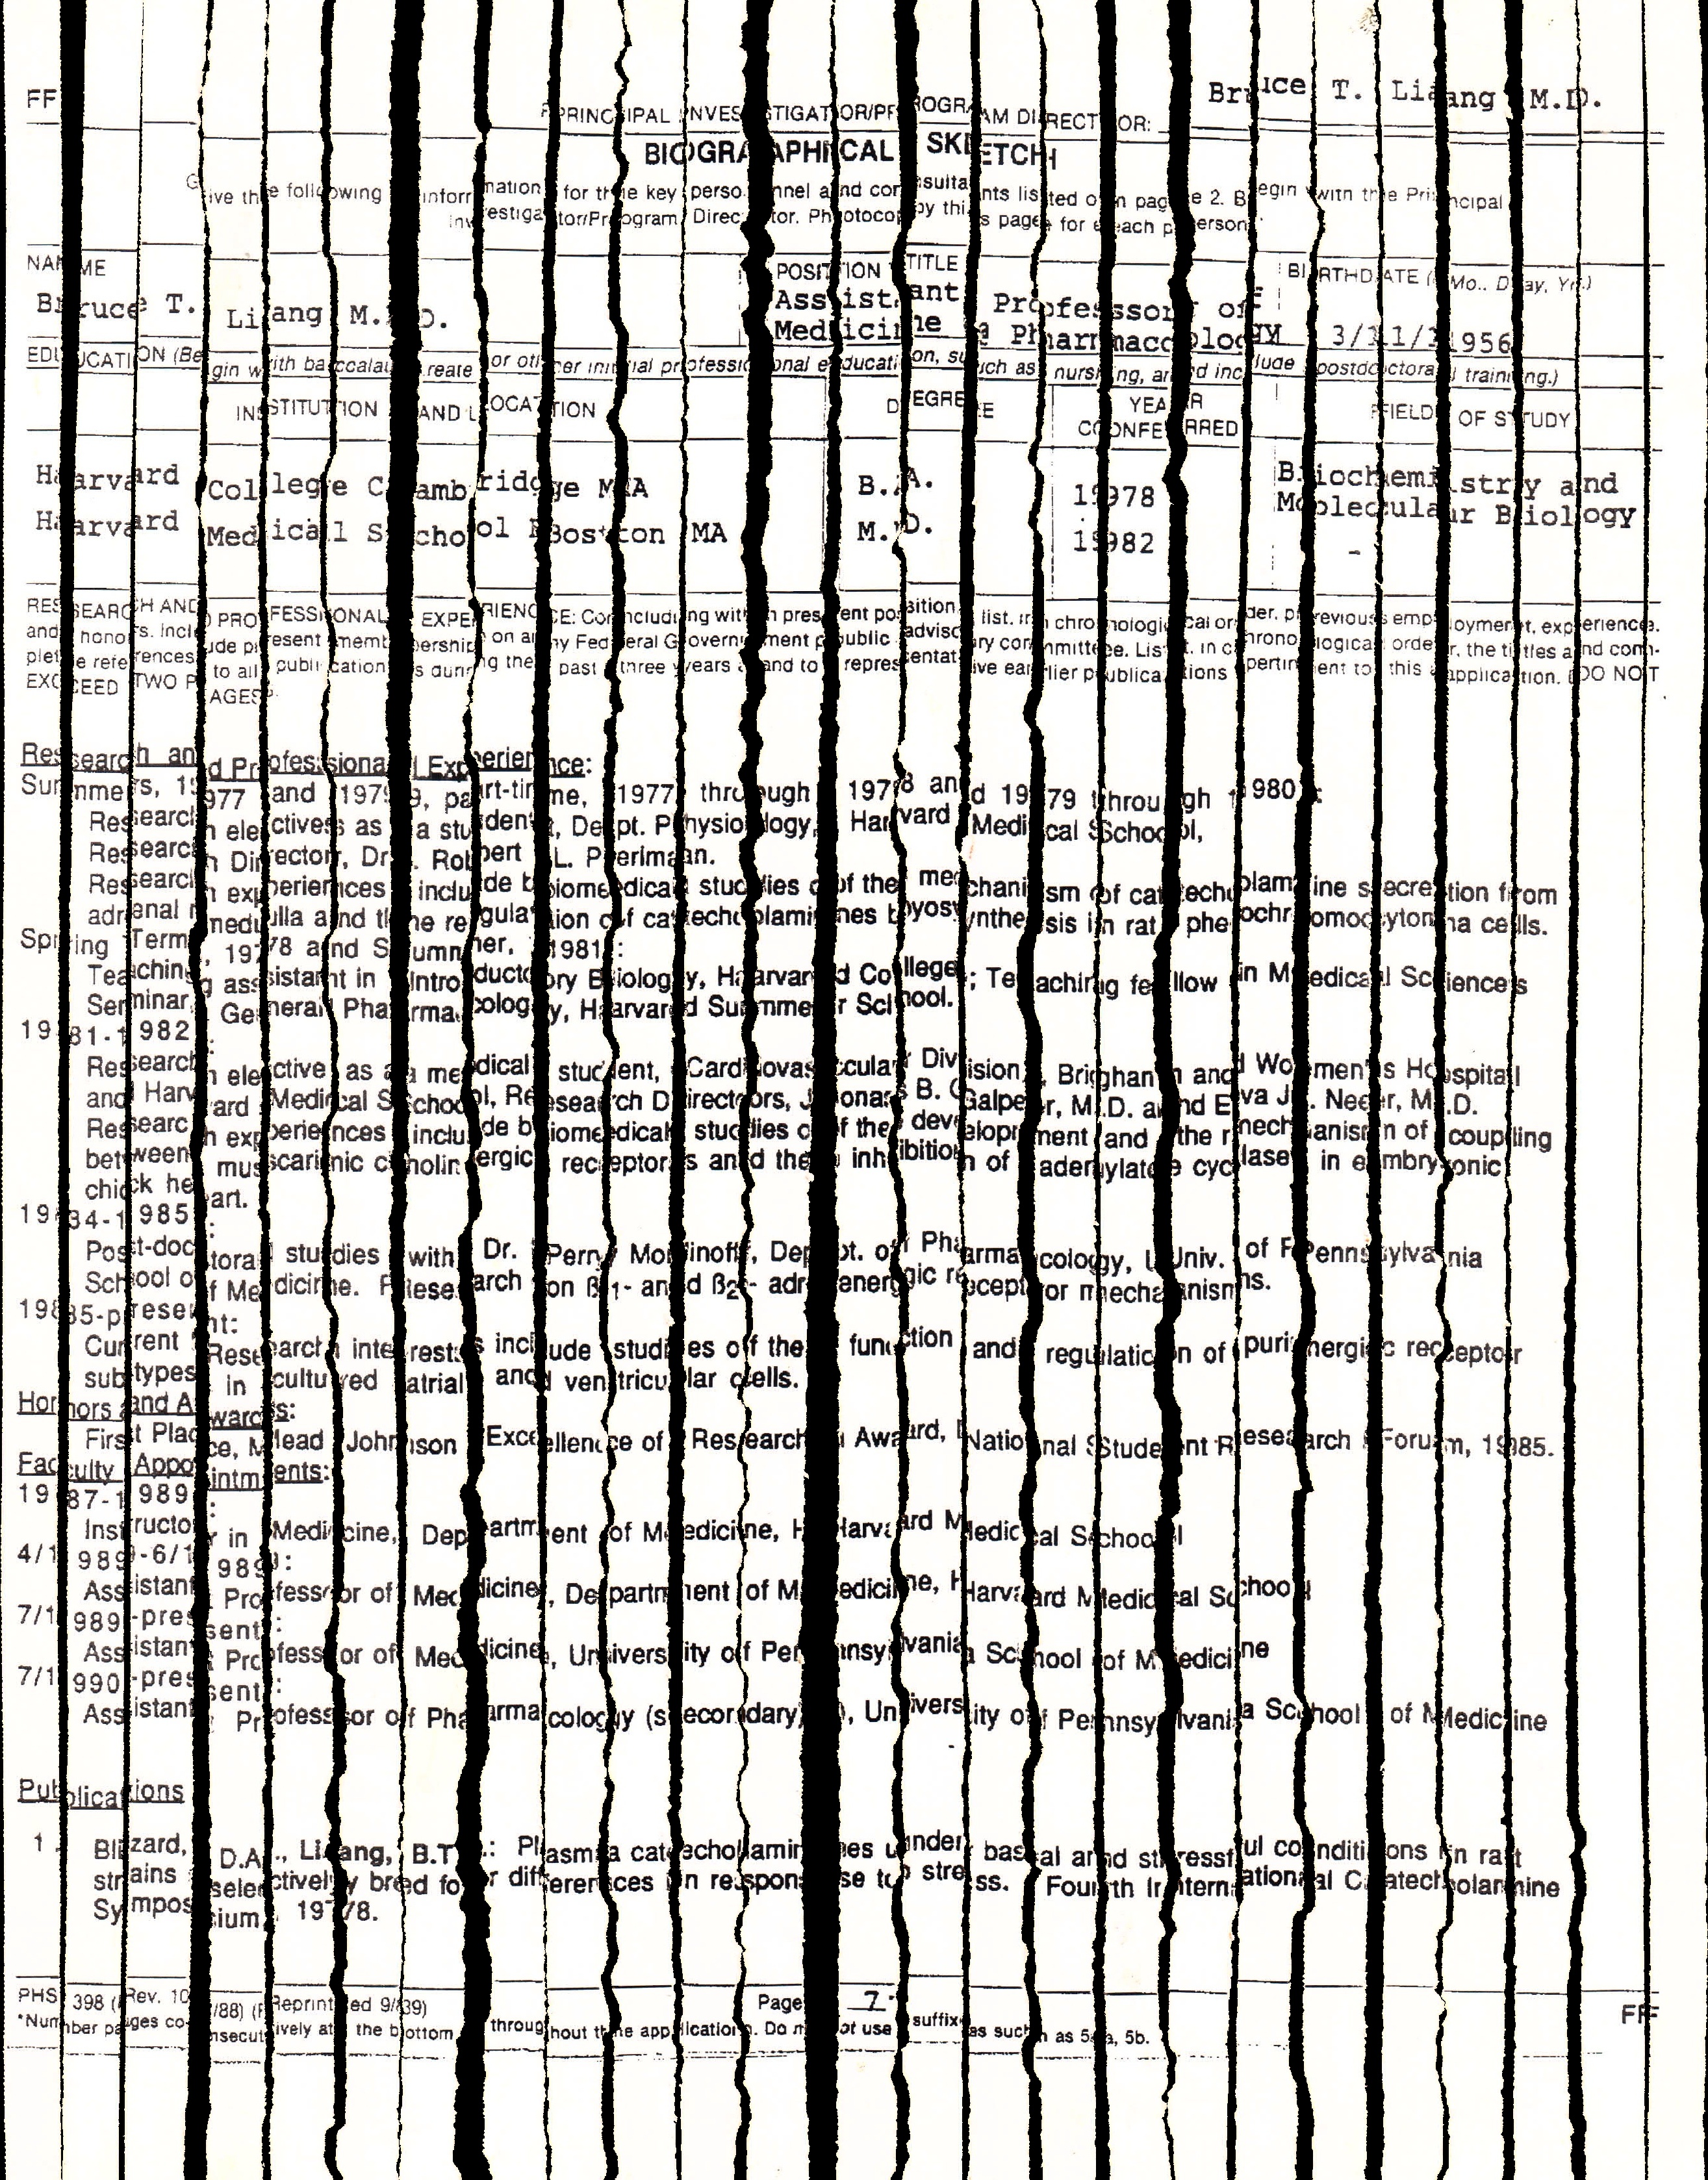 FF
Bruce T. Liang M.D.
PRINCIPAL INVESTIGATOR/PROGRAM DIRECTOR:
BIOGRAPHICAL SKETCH
Give the following information for the key personnel and consultants listed on page 2. Begin with the Principal
Investigator/Program Director. Photocopy this page for each person.
NAME
POSITION TITLE
BIRTHDATE (Mo., Day, Yr.)
Bruce T. Liang M.D.
Assistant Professor of
Medicine & Pharmacology
3/11/1956
EDUCATION (Begin with baccalaureate or other initial professional education, such as nursing, and include postdoctoral training.)
INSTITUTION AND LOCATION
DEGREE
YEAR CONFERRED
FIELD OF STUDY
Harvard College Cambridge MA B.A. 1978 Biochemistry and
Molecular Biology
Harvard Medical School Boston MA M.D. 1982 -
RESEARCH AND PROFESSIONAL EXPERIENCE: Concluding with present position, list, in chronological order, previous employment, experience,
and honors. Include present membership on any Federal Government public advisory committee. List, in chronological order, the titles and com-
plete references to all publications during the past three years and to representative earlier publications pertinent to this application. DO NOT
EXCEED TWO PAGES.
Research and Professional Experience:
Summers, 1977 and 1979, part-time, 1977 through 1978 and 1979 through 1980:
Research electives as a student, Dept. Physiology, Harvard Medical School,
Research Director, Dr. Robert L. Perlman.
Research experiences include biomedical studies of the mechanism of catecholamine secretion from
adrenal medulla and the regulation of catecholamines byosynthesis in rat pheochromocytoma cells.
Spring Term, 1978 and Summer, 1981:
Teaching assistant in Introductory Biology, Harvard College; Teaching fellow in Medical Sciences
Seminar, General Pharmacology, Harvard Summer School.
1981-1982:
Research elective as a medical student, Cardiovascular Division, Brigham and Women's Hospital
and Harvard Medical School, Research Directors, Jonas B. Galper, M.D. and Eva J. Neer, M.D.
Research experiences include biomedical studies of the development and the mechanism of coupling
between muscarinic cholinergic receptors and the inhibition of adenylate cyclase in embryonic
chick heart.
1984-1985:
Post-doctoral studies with Dr. Perry Molinoff, Dept. of Pharmacology, Univ. of Pennsylvania
School of Medicine. Research on ß1- and ß2- adrenergic receptor mechanisms.
1985-present:
Current Research interests include studies of the function and regulation of purinergic receptor
subtypes in cultured atrial and ventricular cells.
Honors and Awards:
First Place, Mead Johnson Excellence of Research Award, National Student Research Forum, 1985.
Faculty Appointments:
1987-1989:
Instructor in Medicine, Department of Medicine, Harvard Medical School
4/1989-6/1989:
Assistant Professor of Medicine, Department of Medicine, Harvard Medical School
7/1989-present:
Assistant Professor of Medicine, University of Pennsylvania School of Medicine
7/1990-present:
Assistant Professor of Pharmacology (secondary), University of Pennsylvania School of Medicine
Publications
1. Blizzard, D.A., Liang, B.T.: Plasma catecholamines under basal and stressful conditions in rat
strains selectively bred for differences in response to stress. Fourth International Catecholamine
Symposium, 1978.
PHS 398 (Rev. 10/88) (Reprinted 9/89)
Page 7
FF
*Number pages consecutively at the bottom throughout the application. Do not use suffixes such as 5a, 5b.